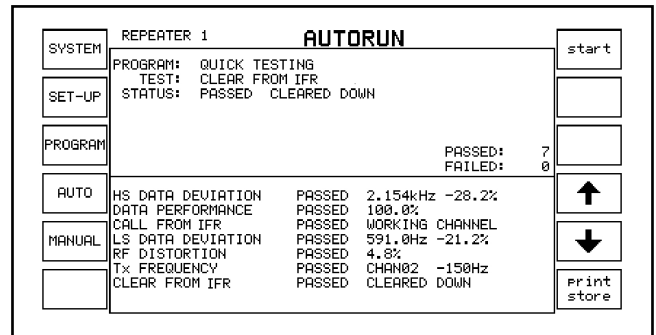 REPEATER 1 AUTORUN
SYSTEM
start
PROGRAM: QUICK TESTING
TEST: CLEAR FROM IFR
STATUS: PASSED CLEARED DOWN
SET-UP
PROGRAM
PASSED: 7
FAILED: 0
AUTO
HS DATA DEVIATION PASSED 2.154kHz -28.2%
DATA PERFORMANCE PASSED 100.0%
CALL FROM IFR PASSED WORKING CHANNEL
MANUAL
LS DATA DEVIATION PASSED 591.0Hz -21.2%
RF DISTORTION PASSED 4.8%
Tx FREQUENCY PASSED CHAN02 -150Hz
CLEAR FROM IFR PASSED CLEARED DOWN
print
store